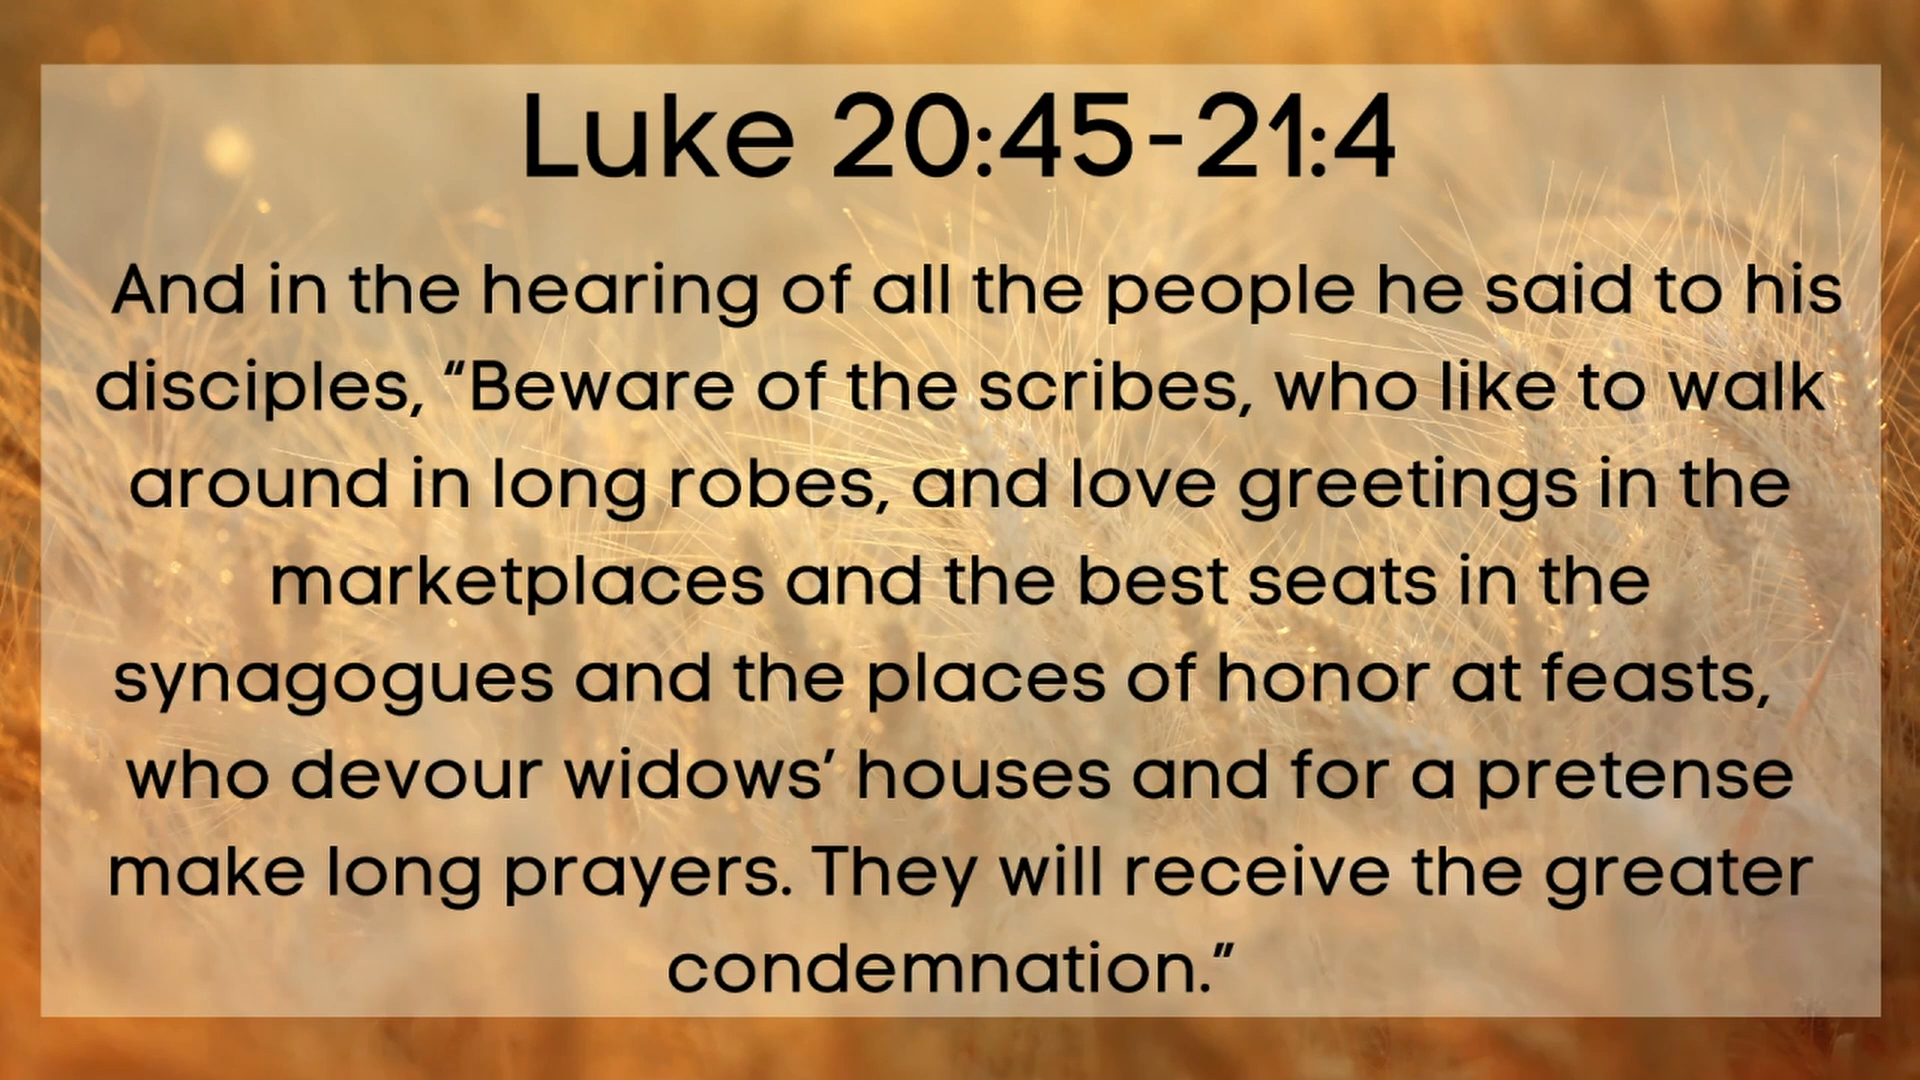 Luke 20:45-21:4
And in the hearing of all the people he said to his
disciples, “Beware of the scribes, who like to walk
around in long robes, and love greetings in the
marketplaces and the best seats in the
synagogues and the places of honor at feasts,
who devour widows’ houses and for a pretense
make long prayers. They will receive the greater
condemnation.”